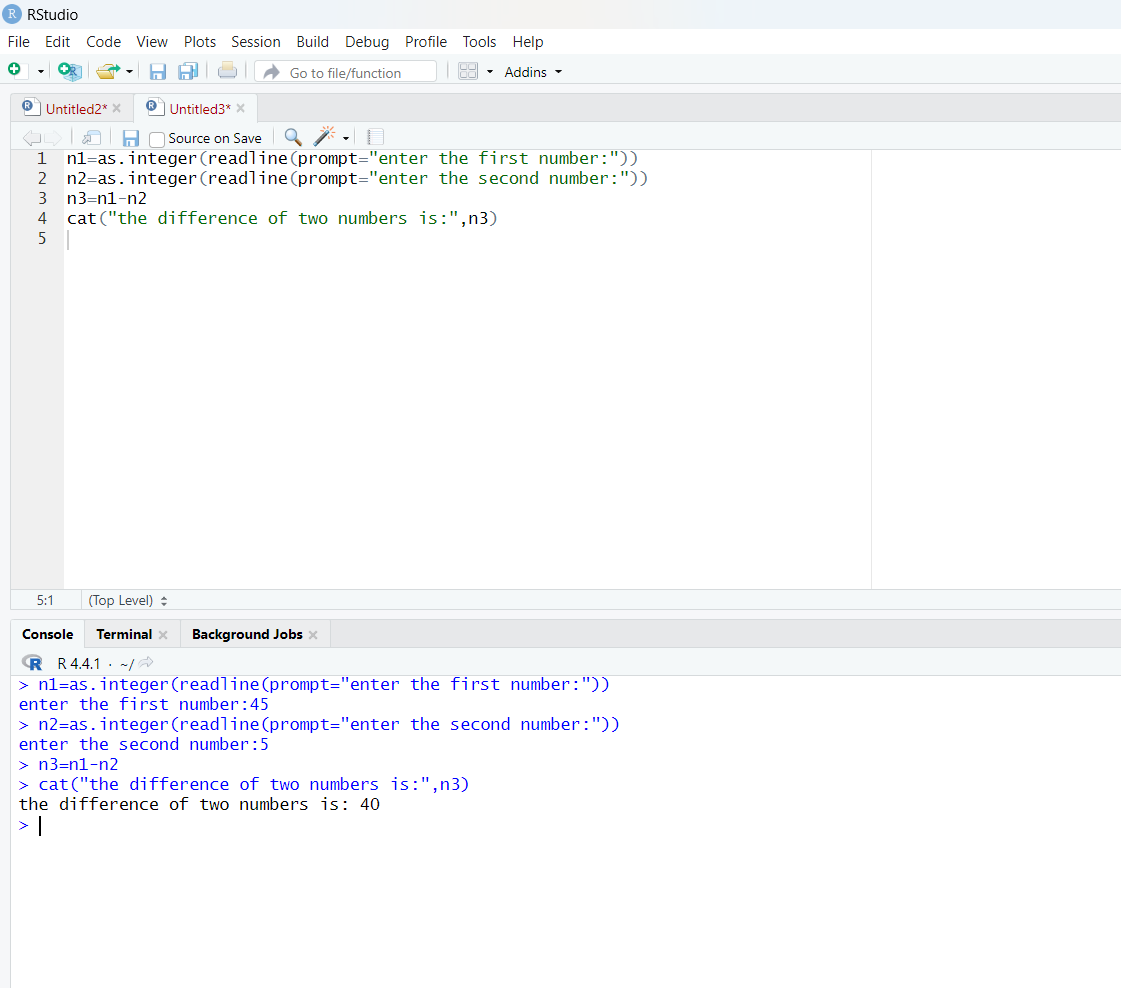 R RStudio
File Edit Code View Plots Session Build Debug Profile Tools Help
R Go to file/function Addins
R Untitled2* R Untitled3*
Source on Save
1 n1=as.integer(readline(prompt="enter the first number:"))
2 n2=as.integer(readline(prompt="enter the second number:"))
3 n3=n1-n2
4 cat("the difference of two numbers is:",n3)
5
5:1 (Top Level)
Console Terminal Background Jobs
R R 4.4.1 · ~/
> n1=as.integer(readline(prompt="enter the first number:"))
enter the first number:45
> n2=as.integer(readline(prompt="enter the second number:"))
enter the second number:5
> n3=n1-n2
> cat("the difference of two numbers is:",n3)
the difference of two numbers is: 40
>